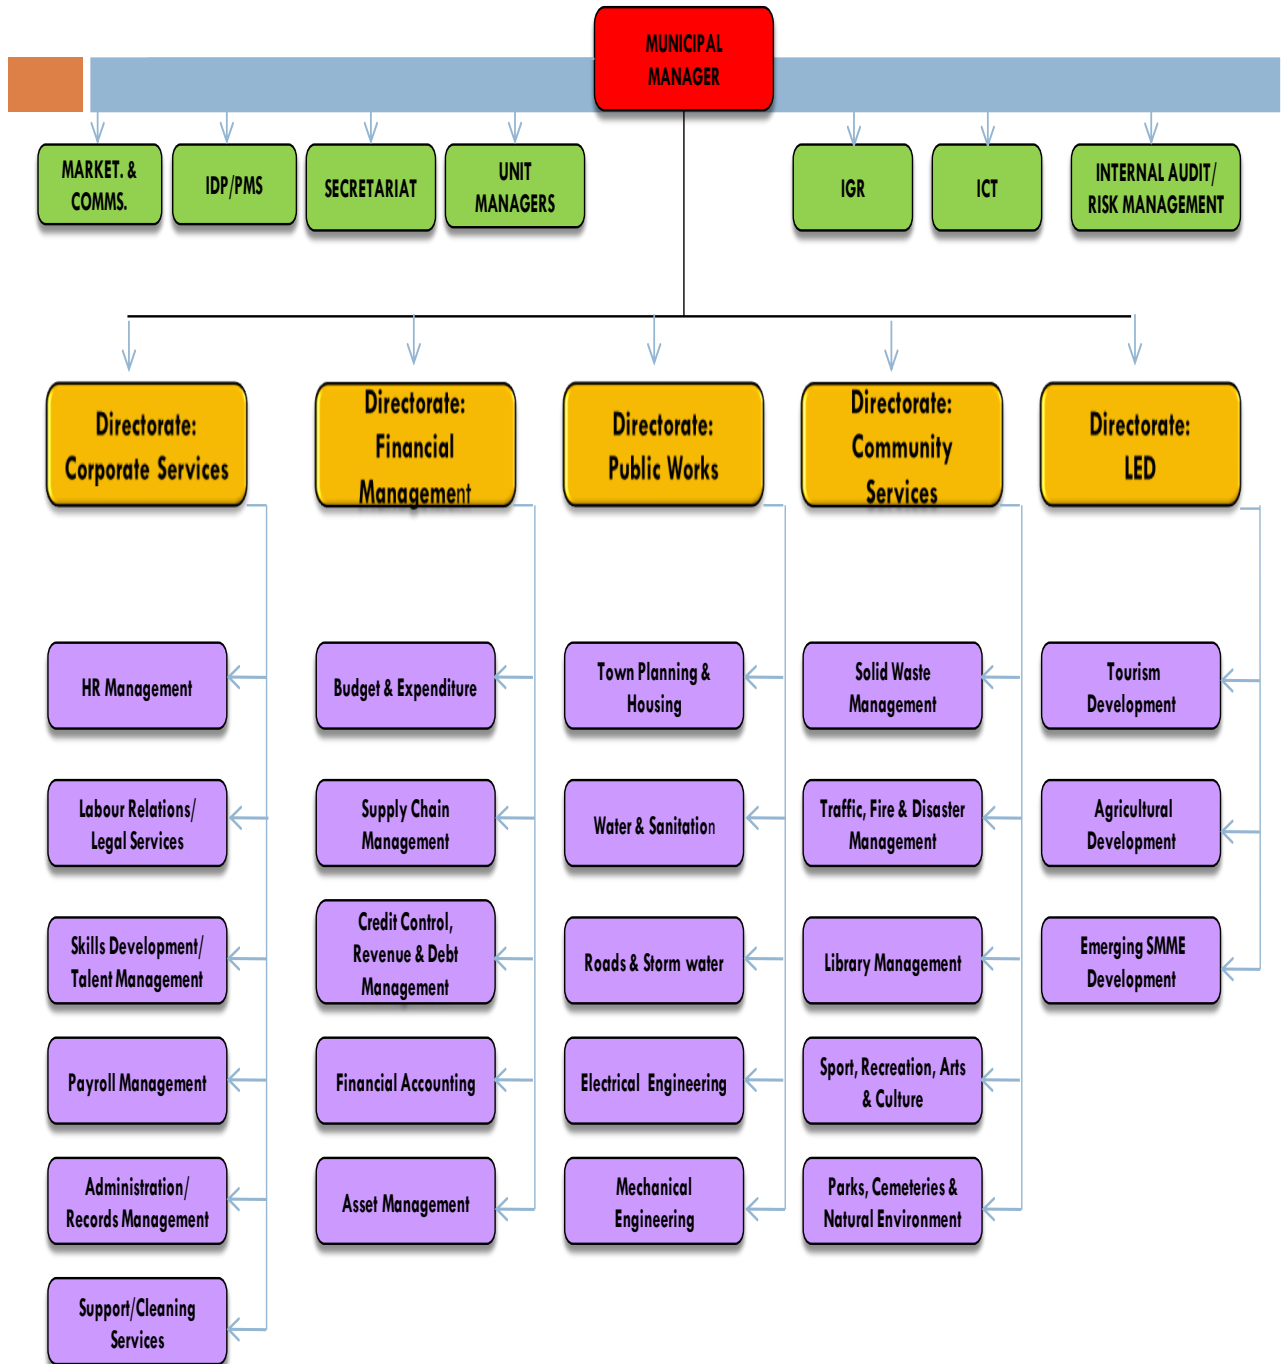 MUNICIPAL
MANAGER
MARKET. &
COMMS.
IDP/PMS
SECRETARIAT
UNIT
MANAGERS
IGR
ICT
INTERNAL AUDIT/
RISK MANAGEMENT
Directorate:
Corporate Services
Directorate:
Financial
Management
Directorate:
Public Works
Directorate:
Community
Services
Directorate:
LED
HR Management
Labour Relations/
Legal Services
Skills Development/
Talent Management
Payroll Management
Administration/
Records Management
Support/Cleaning
Services
Budget & Expenditure
Supply Chain
Management
Credit Control,
Revenue & Debt
Management
Financial Accounting
Asset Management
Town Planning &
Housing
Water & Sanitation
Roads & Storm water
Electrical Engineering
Mechanical
Engineering
Solid Waste
Management
Traffic, Fire & Disaster
Management
Library Management
Sport, Recreation, Arts
& Culture
Parks, Cemeteries &
Natural Environment
Tourism
Development
Agricultural
Development
Emerging SMME
Development